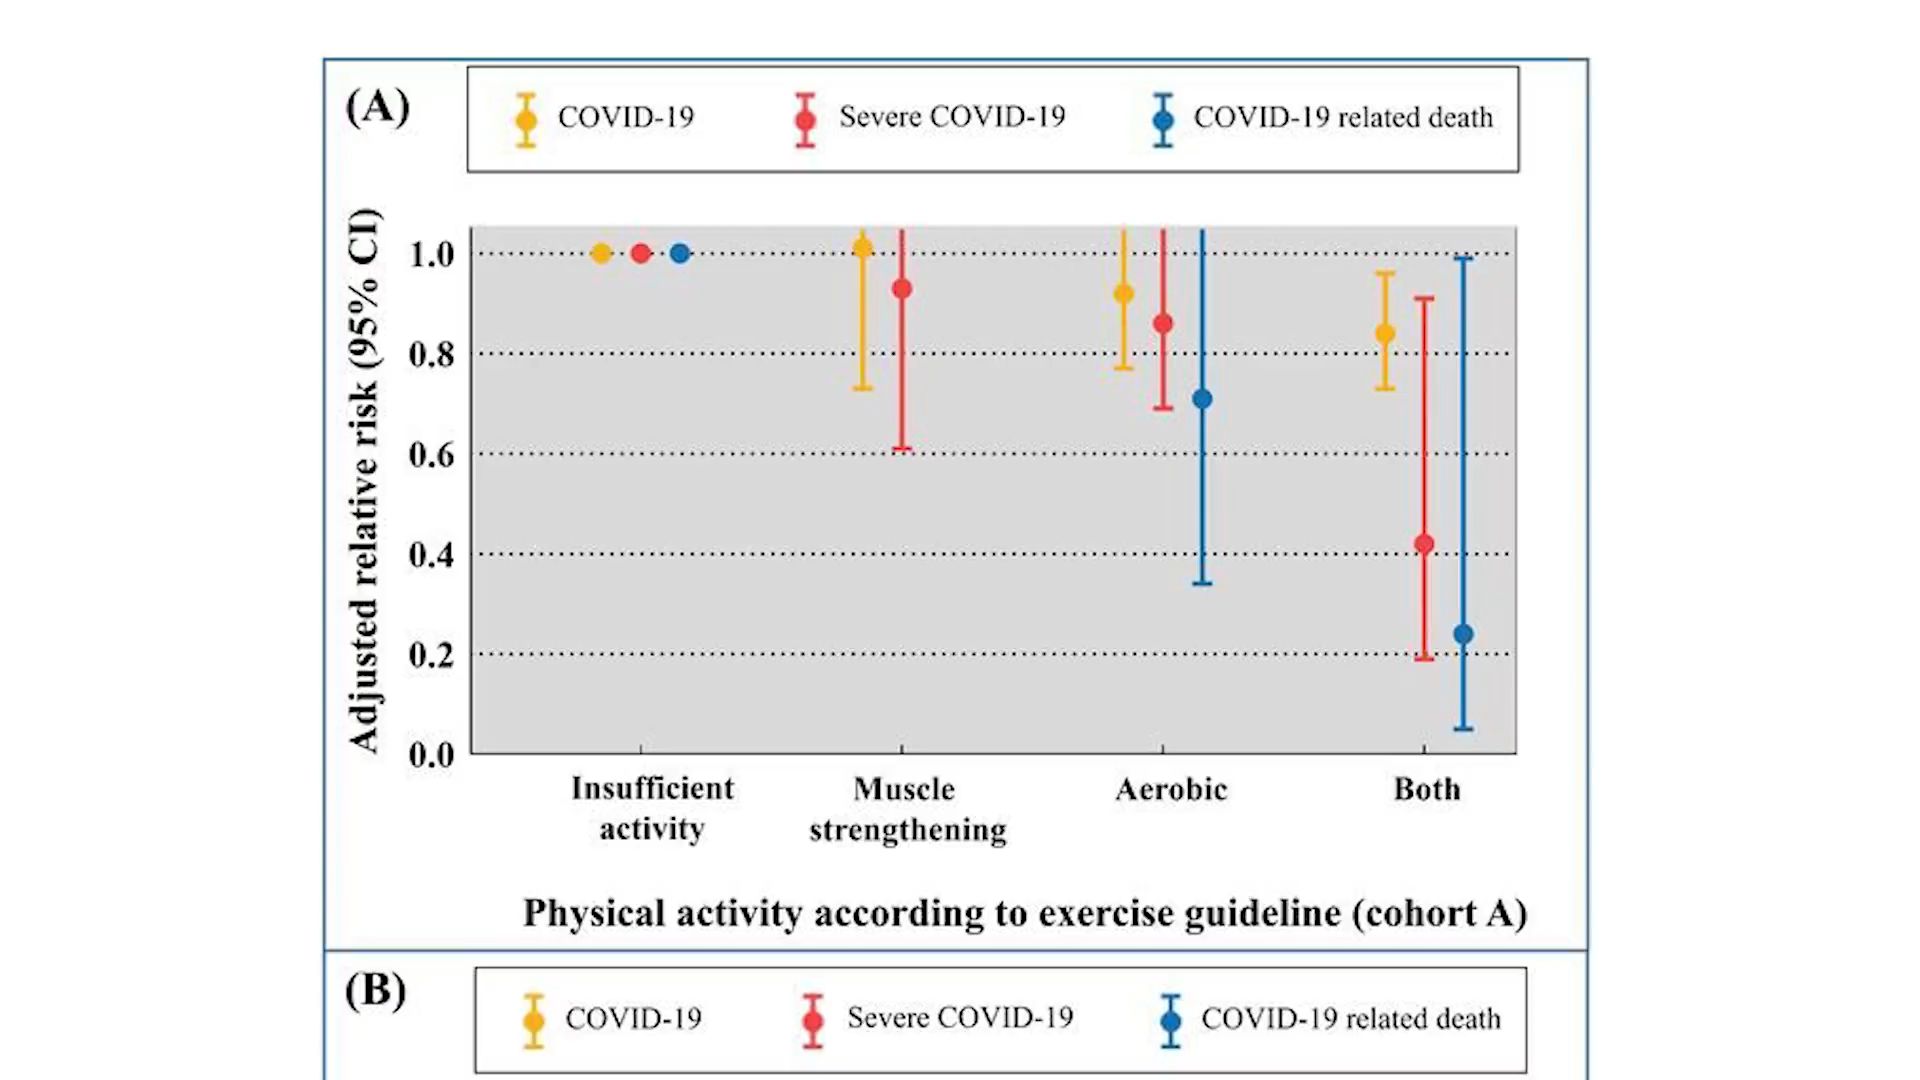 (A)
COVID-19
Severe COVID-19
COVID-19 related death
Adjusted relative risk (95% CI)
1.0
0.8
0.6
0.4
0.2
0.0
Insufficient
activity
Muscle
strengthening
Aerobic
Both
Physical activity according to exercise guideline (cohort A)
(B)
COVID-19
Severe COVID-19
COVID-19 related death